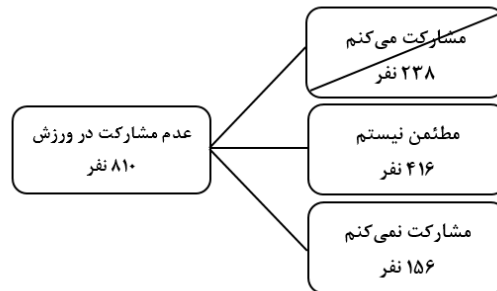 مشارکت می‌کنم
۲۳۸ نفر
عدم مشارکت در ورزش
۸۱۰ نفر
مطئمن نیستم
۴۱۶ نفر
مشارکت نمی‌کنم
۱۵۶ نفر